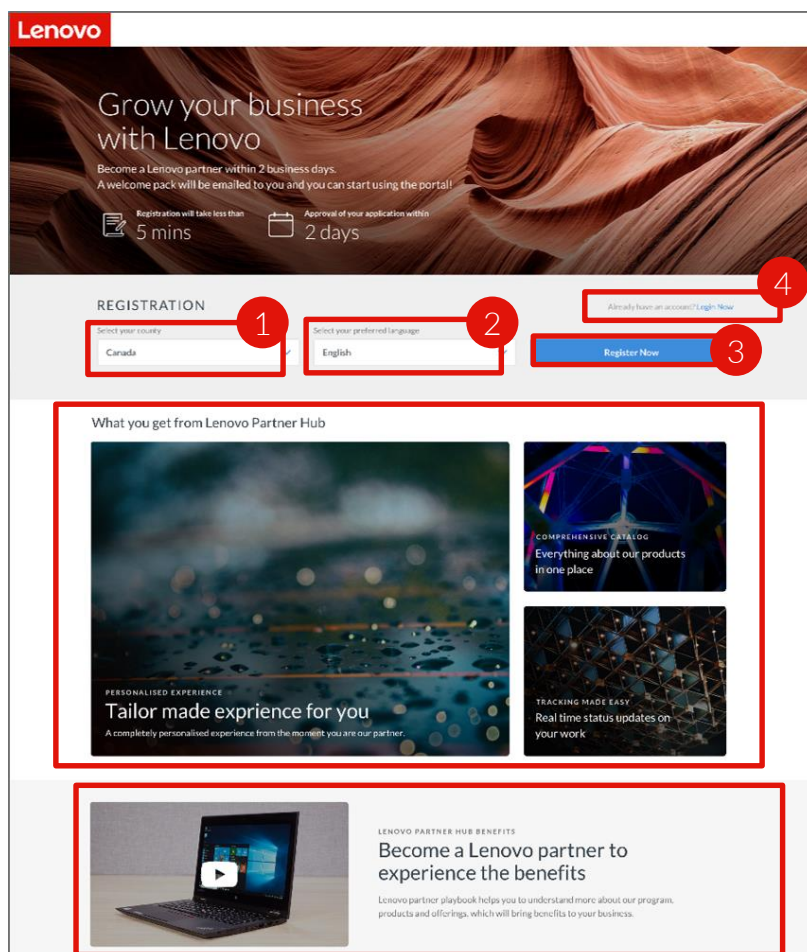 Lenovo
Grow your business
with Lenovo
Become a Lenovo partner within 2 business days.
A welcome pack will be emailed to you and you can start using the portal!
Registration will take less than
5 mins
Approval of your application within
2 days
4
REGISTRATION
Already have an account? Login Now
1
2
Select your county
Select your preferred language
Canada
English
Register Now
3
What you get from Lenovo Partner Hub
COMPREHENSIVE CATALOG
Everything about our products
in one place
PERSONALISED EXPERIENCE
Tailor made exprience for you
A completely personalised experience from the moment you are our partner.
TRACKING MADE EASY
Real time status updates on
your work
LENOVO PARTNER HUB BENEFITS
Become a Lenovo partner to
experience the benefits
Lenovo partner playbook helps you to understand more about our program,
products and offerings, which will bring benefits to your business.